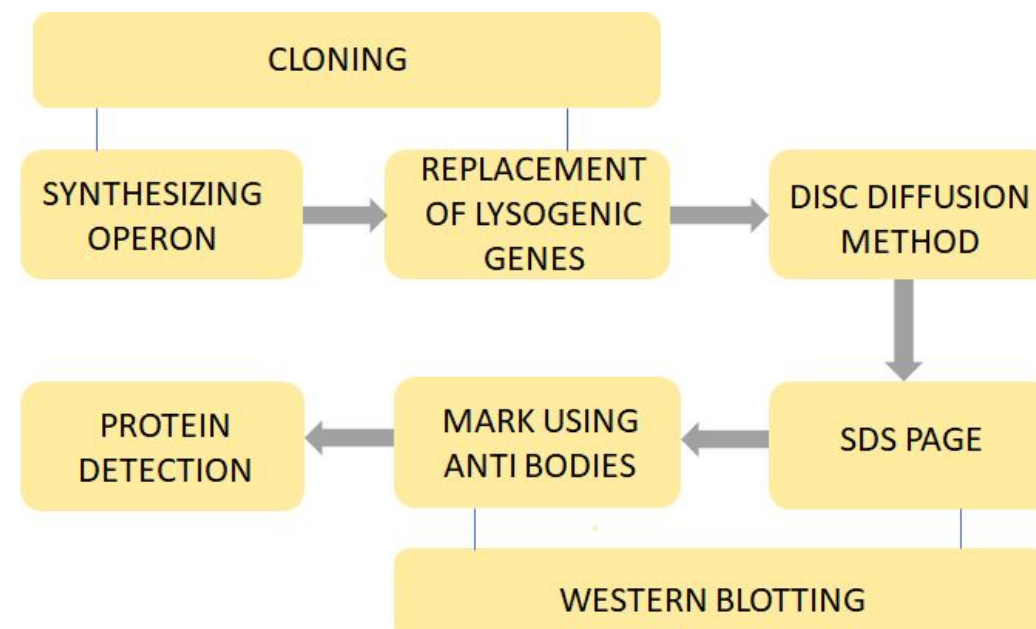 CLONING
SYNTHESIZING
OPERON
REPLACEMENT
OF LYSOGENIC
GENES
DISC DIFFUSION
METHOD
PROTEIN
DETECTION
MARK USING
ANTI BODIES
SDS PAGE
WESTERN BLOTTING